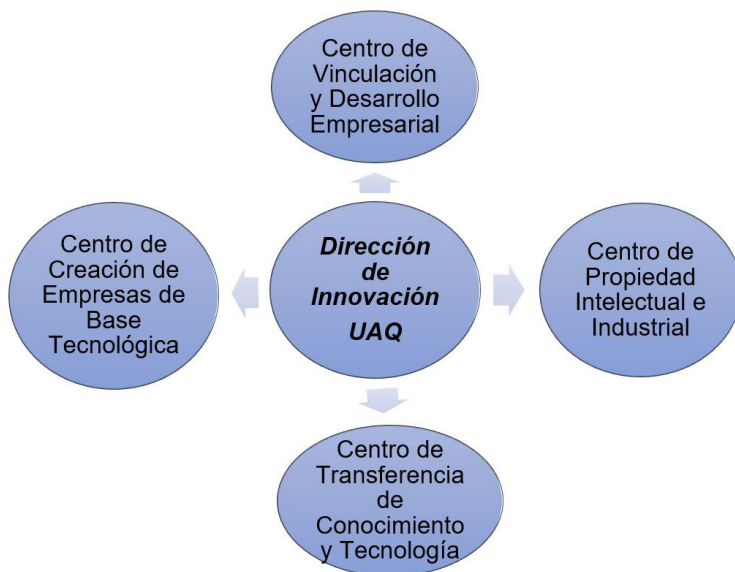 Centro de
Vinculación
y Desarrollo
Empresarial
Centro de
Creación de
Empresas de
Base
Tecnológica
Dirección
de
Innovación
UAQ
Centro de
Propiedad
Intelectual e
Industrial
Centro de
Transferencia
de
Conocimiento
y Tecnología